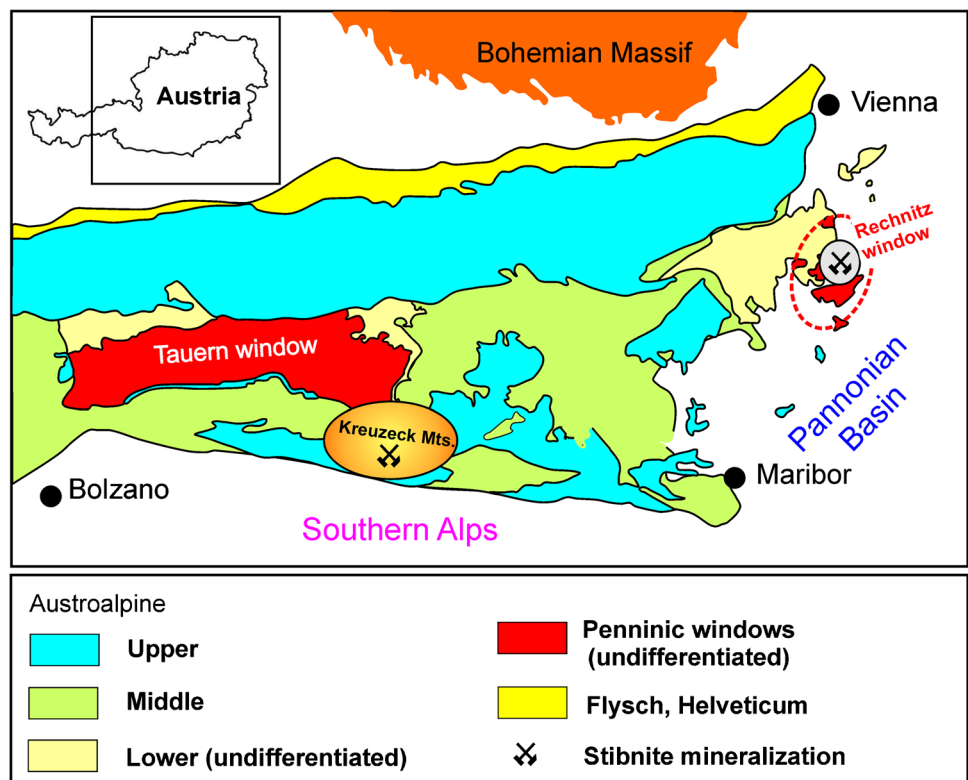 Bohemian Massif
Austria
Vienna
Rechnitz
window
Tauern window
Kreuzeck Mts.
Pannonian
Basin
Bolzano
Maribor
Southern Alps
Austroalpine
Upper
Middle
Lower (undifferentiated)
Penninic windows
(undifferentiated)
Flysch, Helveticum
Stibnite mineralization